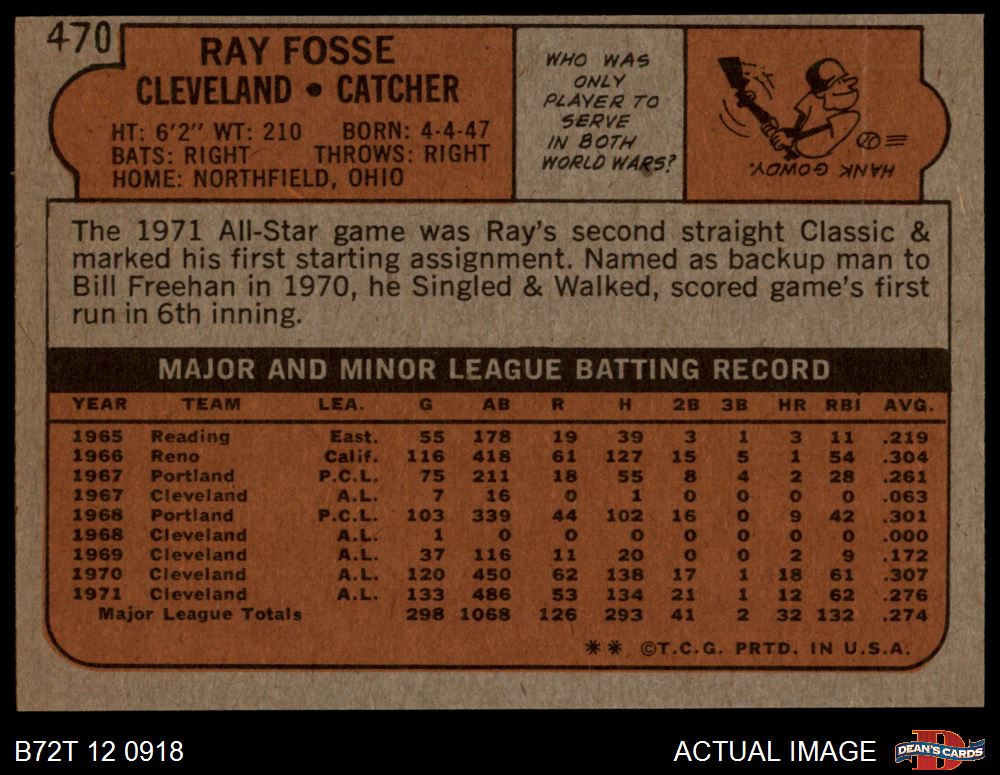 470
RAY FOSSE
CLEVELAND • CATCHER
HT: 6'2" WT: 210 BORN: 4-4-47
BATS: RIGHT THROWS: RIGHT
HOME: NORTHFIELD, OHIO
WHO WAS
ONLY
PLAYER TO
SERVE
IN BOTH
WORLD WARS?
HANK
GOWDY.
The 1971 All-Star game was Ray's second straight Classic &
marked his first starting assignment. Named as backup man to
Bill Freehan in 1970, he Singled & Walked, scored game's first
run in 6th inning.
MAJOR AND MINOR LEAGUE BATTING RECORD
YEAR TEAM LEA. G AB R H 2B 3B HR RBI AVG.
1965 Reading East. 55 178 19 39 3 1 3 11 .219
1966 Reno Calif. 116 418 61 127 15 5 1 54 .304
1967 Portland P.C.L. 75 211 18 55 8 4 2 28 .261
1967 Cleveland A.L. 7 16 0 1 0 0 0 0 .063
1968 Portland P.C.L. 103 339 44 102 16 0 9 42 .301
1968 Cleveland A.L. 1 0 0 0 0 0 0 0 .000
1969 Cleveland A.L. 37 116 11 20 0 0 2 9 .172
1970 Cleveland A.L. 120 450 62 138 17 1 18 61 .307
1971 Cleveland A.L. 133 486 53 134 21 1 12 62 .276
Major League Totals 298 1068 126 293 41 2 32 132 .274
** ©T.C.G. PRTD. IN U.S.A.
B72T 12 0918
ACTUAL IMAGE
D
DEAN'S CARDS